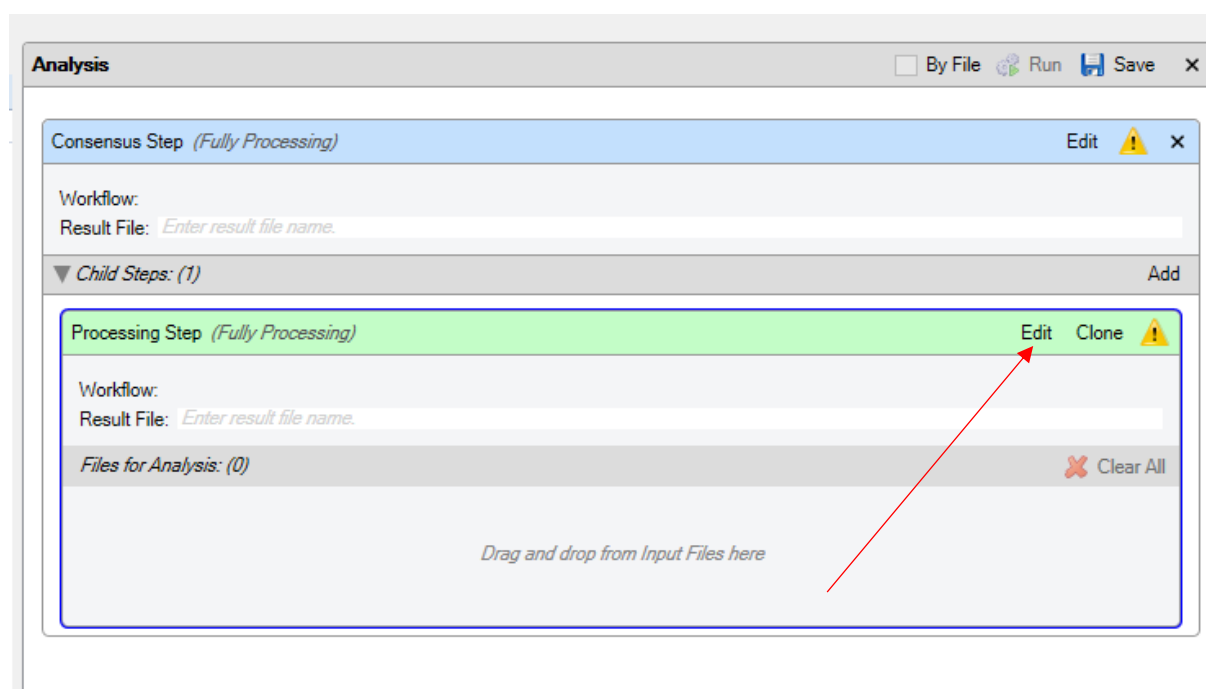 Analysis By File Run Save ×
Consensus Step (Fully Processing) Edit ×
Workflow:
Result File: Enter result file name.
Child Steps: (1) Add
Processing Step (Fully Processing) Edit Clone
Workflow:
Result File: Enter result file name.
Files for Analysis: (0) Clear All
Drag and drop from Input Files here